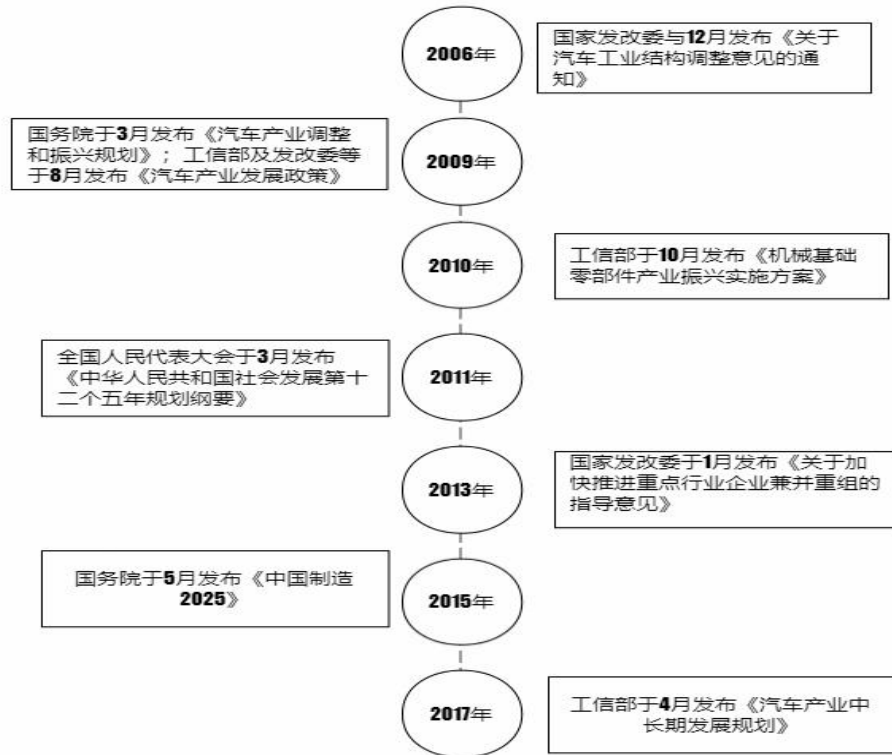 2006年
国家发改委与12月发布《关于
汽车工业结构调整意见的通
知》
国务院于3月发布《汽车产业调整
和振兴规划》；工信部及发改委等
于8月发布《汽车产业发展政策》
2009年
2010年
工信部于10月发布《机械基础
零部件产业振兴实施方案》
全国人民代表大会于3月发布
《中华人民共和国社会发展第十
二个五年规划纲要》
2011年
2013年
国家发改委于1月发布《关于加
快推进重点行业企业兼并重组的
指导意见》
国务院于5月发布《中国制造
2025》
2015年
2017年
工信部于4月发布《汽车产业中
长期发展规划》